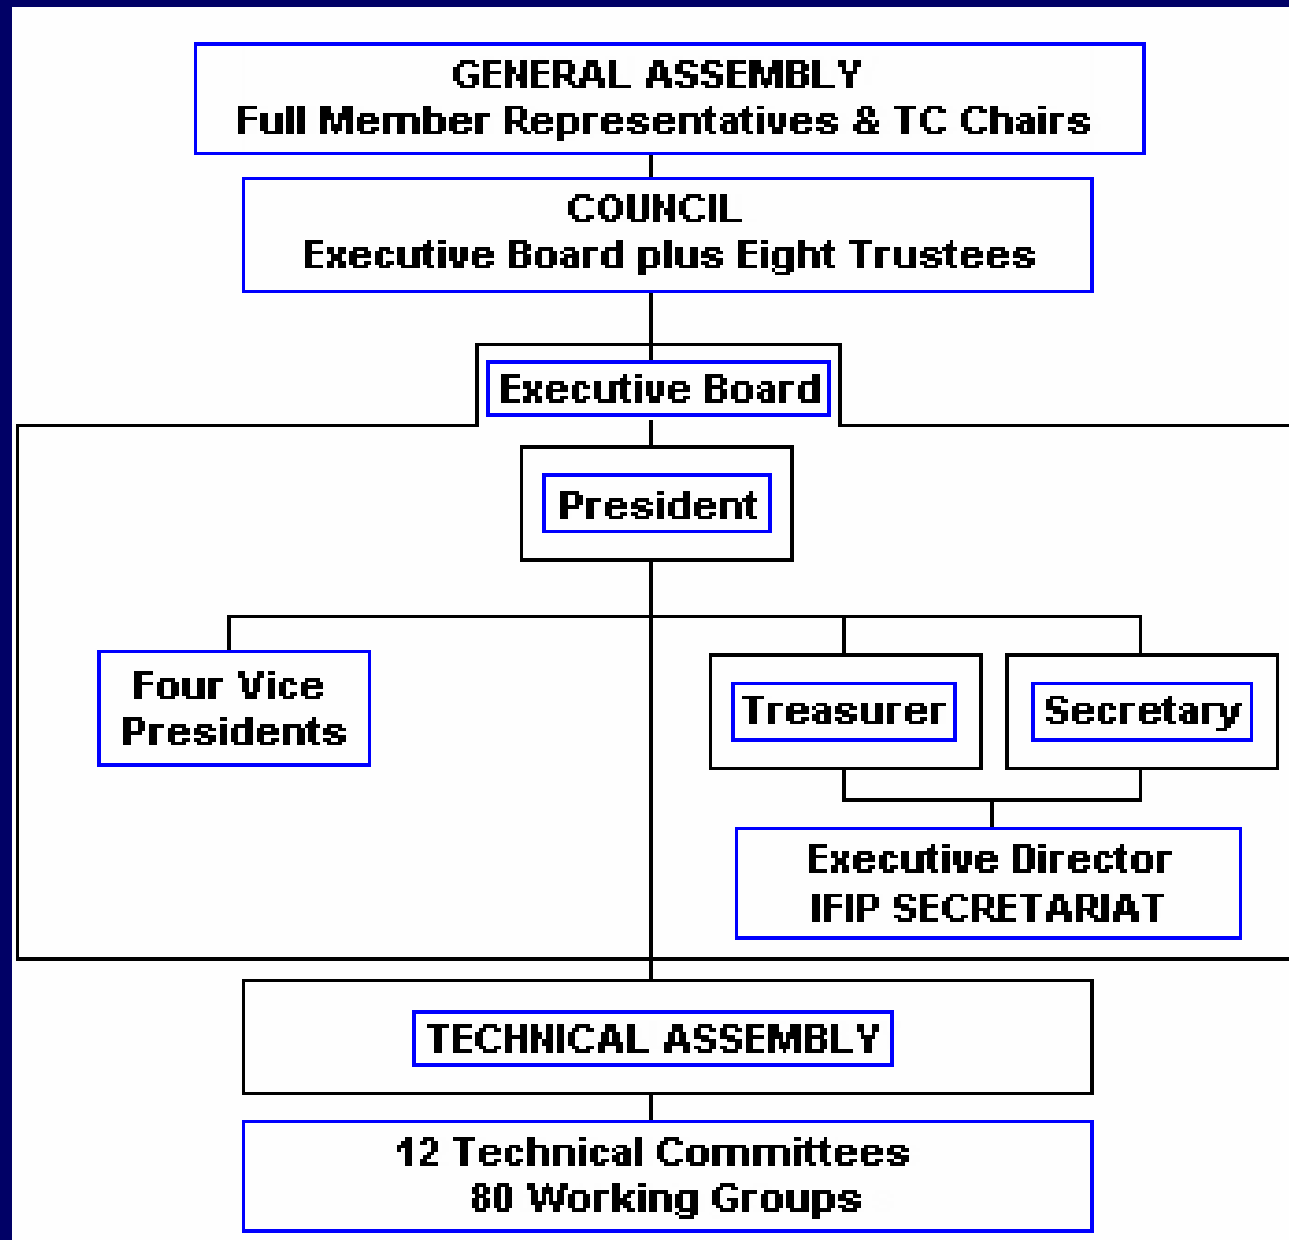 GENERAL ASSEMBLY
Full Member Representatives & TC Chairs
COUNCIL
Executive Board plus Eight Trustees
Executive Board
President
Four Vice
Presidents
Treasurer
Secretary
Executive Director
IFIP SECRETARIAT
TECHNICAL ASSEMBLY
12 Technical Committees
80 Working Groups